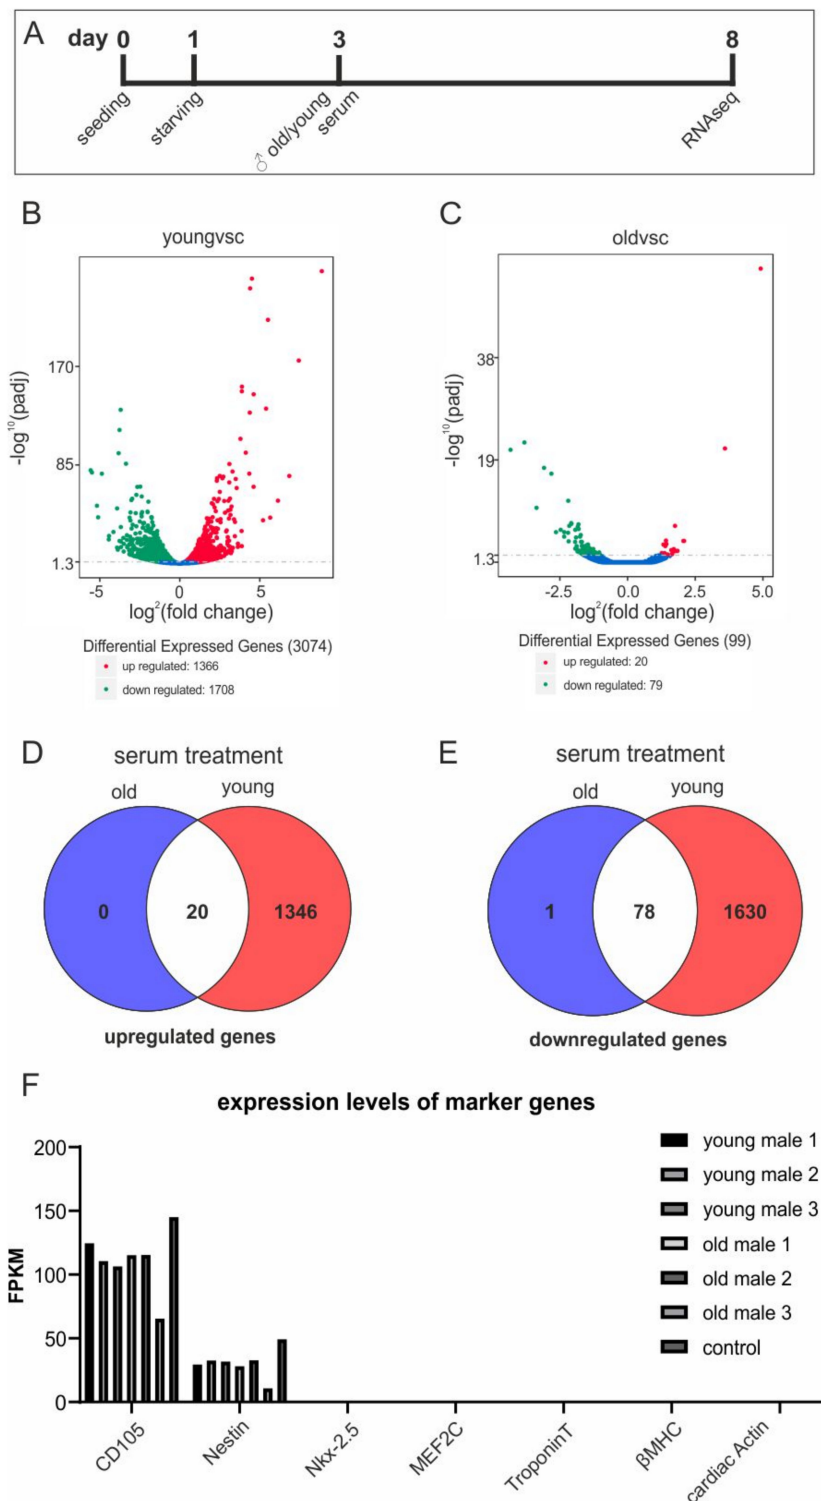 A
day 0 1 3 8
seeding
starving
♂ old/young
serum
RNAseq
B
youngvsc
-log10(padj)
170
85
1.3
-5 0 5
log2(fold change)
Differential Expressed Genes (3074)
up regulated: 1366
down regulated: 1708
C
oldvsc
-log10(padj)
38
19
1.3
-2.5 0.0 2.5 5.0
log2(fold change)
Differential Expressed Genes (99)
up regulated: 20
down regulated: 79
D
serum treatment
old young
0 20 1346
upregulated genes
E
serum treatment
old young
1 78 1630
downregulated genes
F
expression levels of marker genes
FPKM
200
150
100
50
0
CD105
Nestin
Nkx-2.5
MEF2C
TroponinT
βMHC
cardiac Actin
young male 1
young male 2
young male 3
old male 1
old male 2
old male 3
control